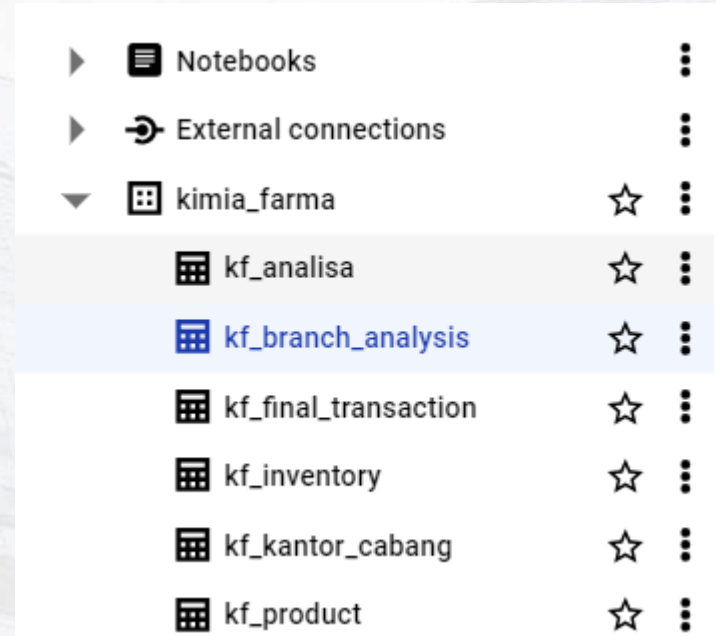 Notebooks
External connections
kimia_farma
kf_analisa
kf_branch_analysis
kf_final_transaction
kf_inventory
kf_kantor_cabang
kf_product